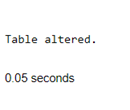 Table altered.
0.05 seconds